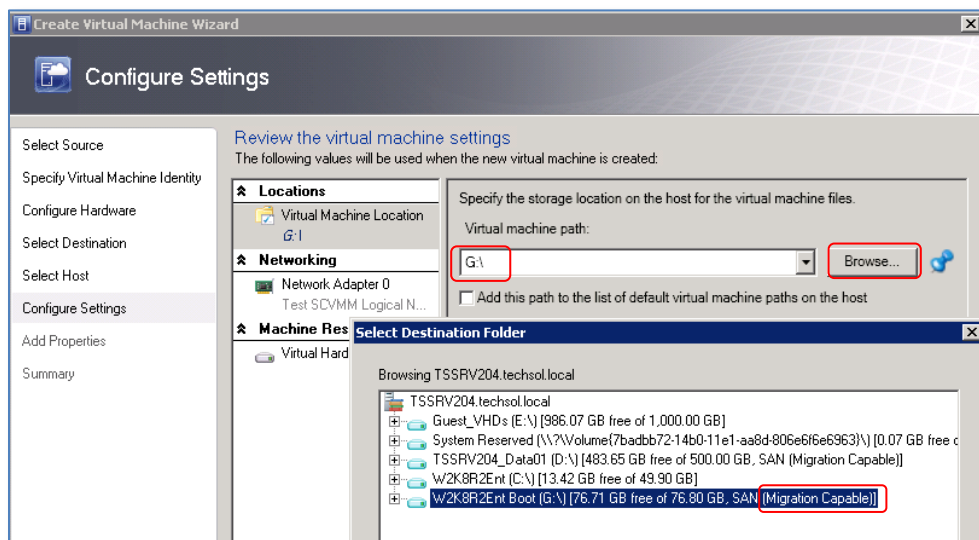 Create Virtual Machine Wizard
Configure Settings
Select Source
Specify Virtual Machine Identity
Configure Hardware
Select Destination
Select Host
Configure Settings
Add Properties
Summary
Review the virtual machine settings
The following values will be used when the new virtual machine is created:
Locations
Virtual Machine Location
G:\
Networking
Network Adapter 0
Test SCVMM Logical N...
Machine Res
Virtual Hard
Specify the storage location on the host for the virtual machine files.
Virtual machine path:
G:\
Browse...
Add this path to the list of default virtual machine paths on the host
Select Destination Folder
Browsing TSSRV204.techsol.local
TSSRV204.techsol.local
Guest_VHDs (E:\) [986.07 GB free of 1,000.00 GB]
System Reserved (\\?\Volume{7badbb72-14b0-11e1-aa8d-806e6f6e6963}\) [0.07 GB free o
TSSRV204_Data01 (D:\) [483.65 GB free of 500.00 GB, SAN (Migration Capable)]
W2K8R2Ent (C:\) [13.42 GB free of 49.90 GB]
W2K8R2Ent Boot (G:\) [76.71 GB free of 76.80 GB, SAN (Migration Capable)]